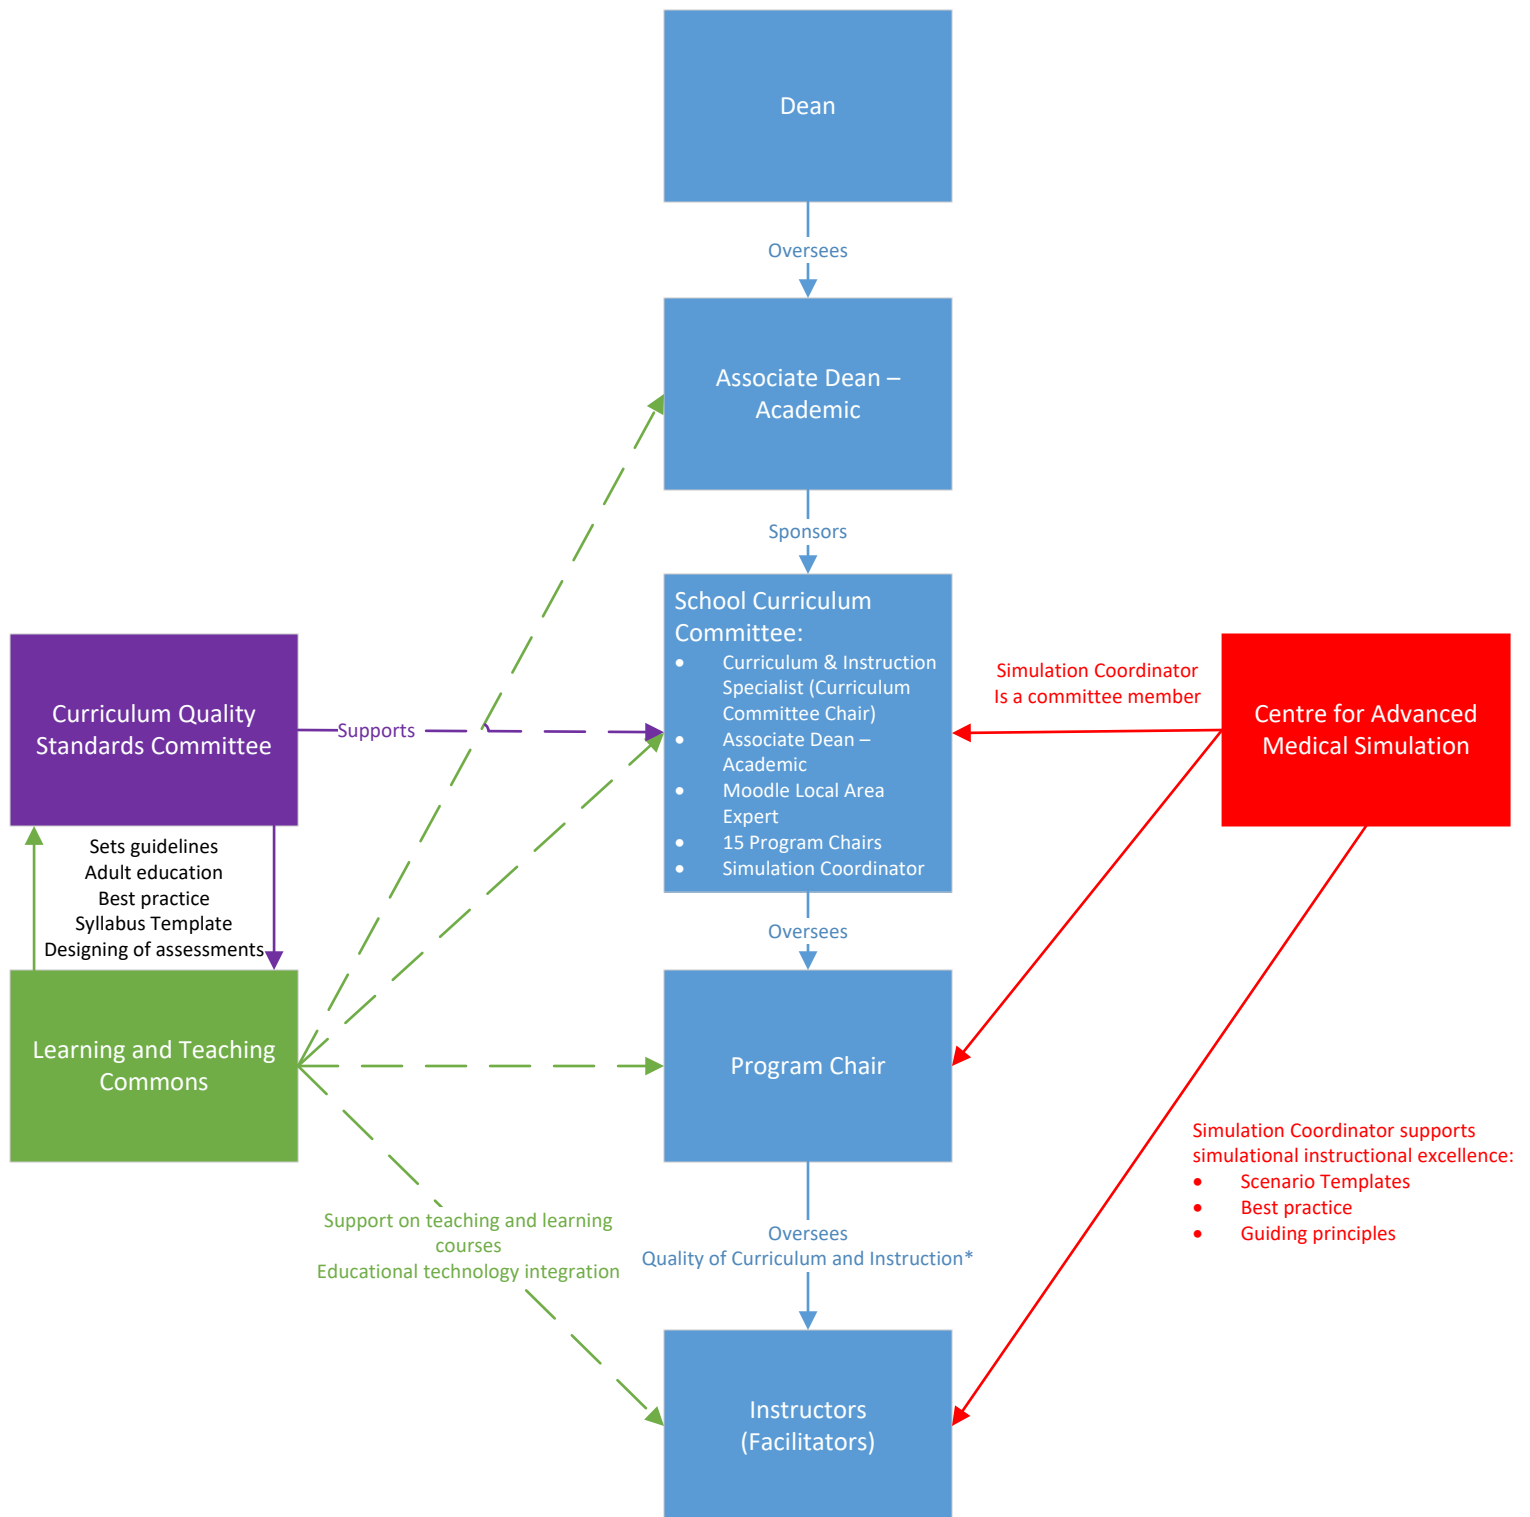 Dean
Oversees
Associate Dean –
Academic
Sponsors
School Curriculum
Committee:
• Curriculum & Instruction
Specialist (Curriculum
Committee Chair)
• Associate Dean –
Academic
• Moodle Local Area
Expert
• 15 Program Chairs
• Simulation Coordinator
Curriculum Quality
Standards Committee
Supports
Simulation Coordinator
Is a committee member
Centre for Advanced
Medical Simulation
Sets guidelines
Adult education
Best practice
Syllabus Template
Designing of assessments
Oversees
Learning and Teaching
Commons
Program Chair
Simulation Coordinator supports
simulational instructional excellence:
• Scenario Templates
• Best practice
• Guiding principles
Support on teaching and learning
courses
Educational technology integration
Oversees
Quality of Curriculum and Instruction*
Instructors
(Facilitators)